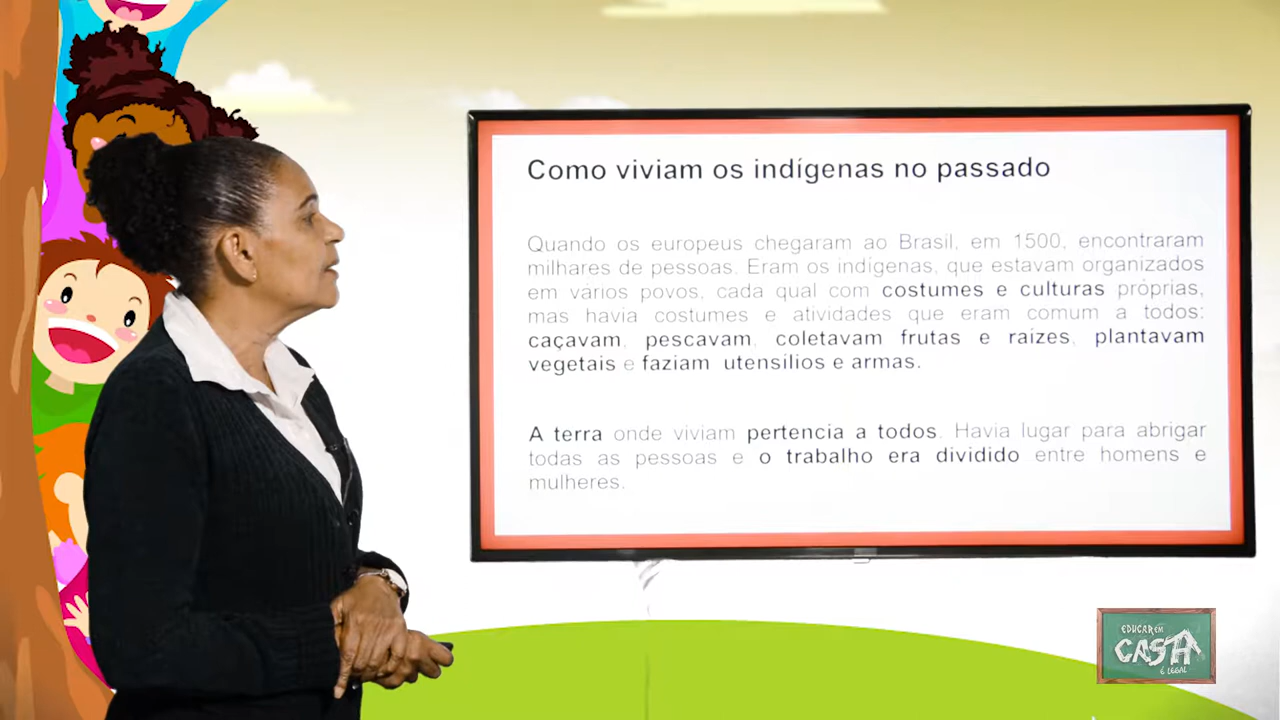 Como viviam os indígenas no passado
Quando os europeus chegaram ao Brasil, em 1500, encontraram
milhares de pessoas. Eram os indígenas, que estavam organizados
em vários povos, cada qual com costumes e culturas próprias,
mas havia costumes e atividades que eram comum a todos:
caçavam, pescavam, coletavam frutas e raízes, plantavam
vegetais e faziam utensílios e armas.
A terra onde viviam pertencia a todos. Havia lugar para abrigar
todas as pessoas e o trabalho era dividido entre homens e
mulheres.
EDUCAR EM
CASA
É LEGAL